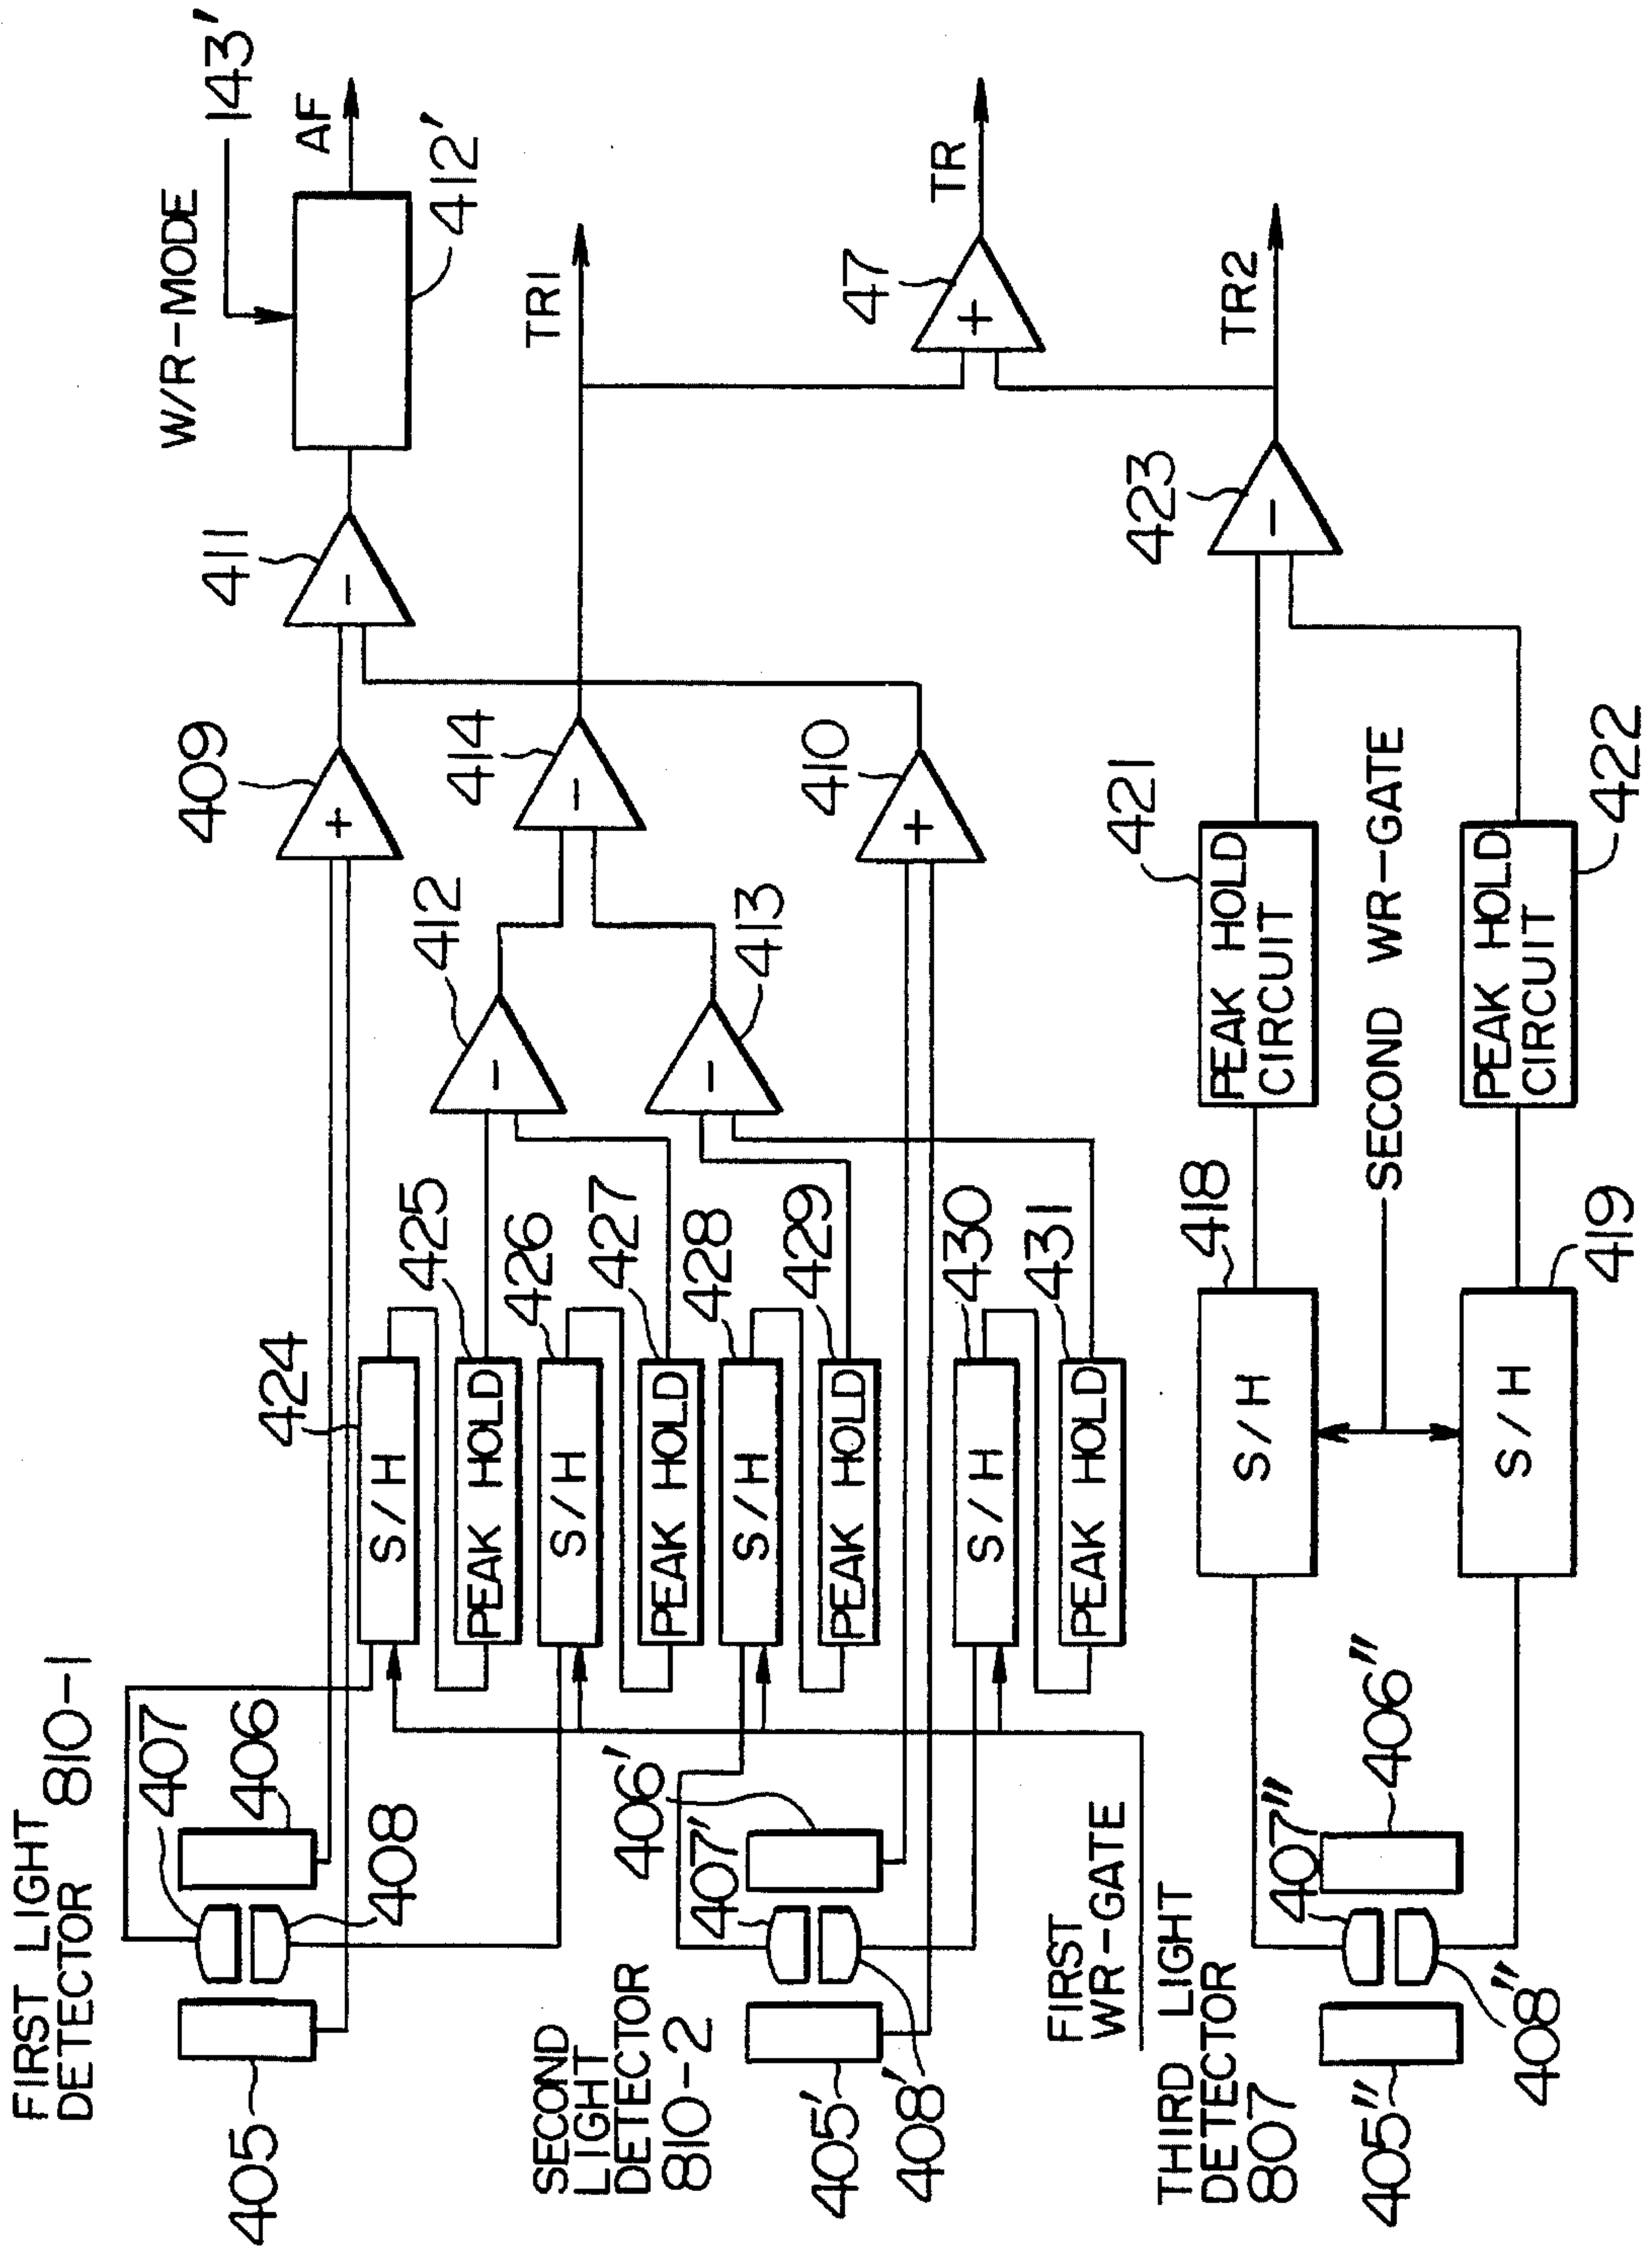 FIRST LIGHT
DETECTOR 810-1
405
407
406
408
424
409
411
W/R-MODE
143'
AF
412'
S/H
+
−
425
PEAK HOLD
412
−
414
−
TR1
426
S/H
427
PEAK HOLD
413
−
SECOND
LIGHT
DETECTOR
810-2
405'
406'
407'
408'
428
S/H
429
PEAK HOLD
410
+
47
+
TR
430
S/H
431
PEAK HOLD
FIRST
WR-GATE
THIRD LIGHT
DETECTOR
807
405"
407"
406"
408"
418
S/H
421
PEAK HOLD
CIRCUIT
423
−
TR2
SECOND WR-GATE
S/H
419
PEAK HOLD
CIRCUIT
422